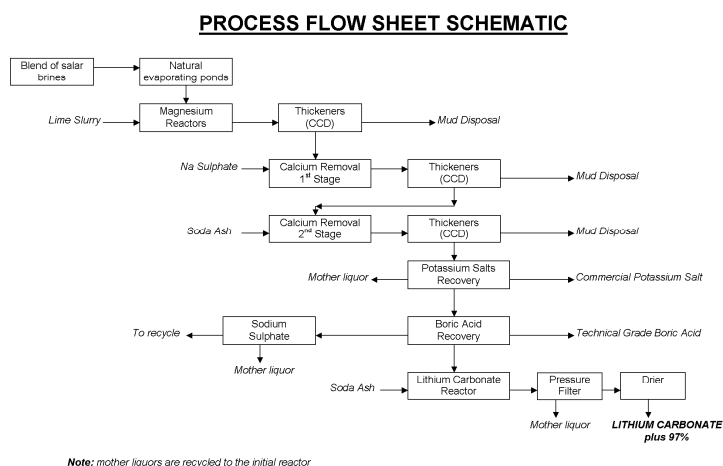 PROCESS FLOW SHEET SCHEMATIC
Blend of salar
brines
Natural
evaporating ponds
Lime Slurry
Magnesium
Reactors
Thickeners
(CCD)
Mud Disposal
Na Sulphate
Calcium Removal
1st Stage
Thickeners
(CCD)
Mud Disposal
Soda Ash
Calcium Removal
2nd Stage
Thickeners
(CCD)
Mud Disposal
Mother liquor
Potassium Salts
Recovery
Commercial Potassium Salt
To recycle
Sodium
Sulphate
Boric Acid
Recovery
Technical Grade Boric Acid
Mother liquor
Soda Ash
Lithium Carbonate
Reactor
Pressure
Filter
Drier
Mother liquor
LITHIUM CARBONATE
plus 97%
Note: mother liquors are recycled to the initial reactor